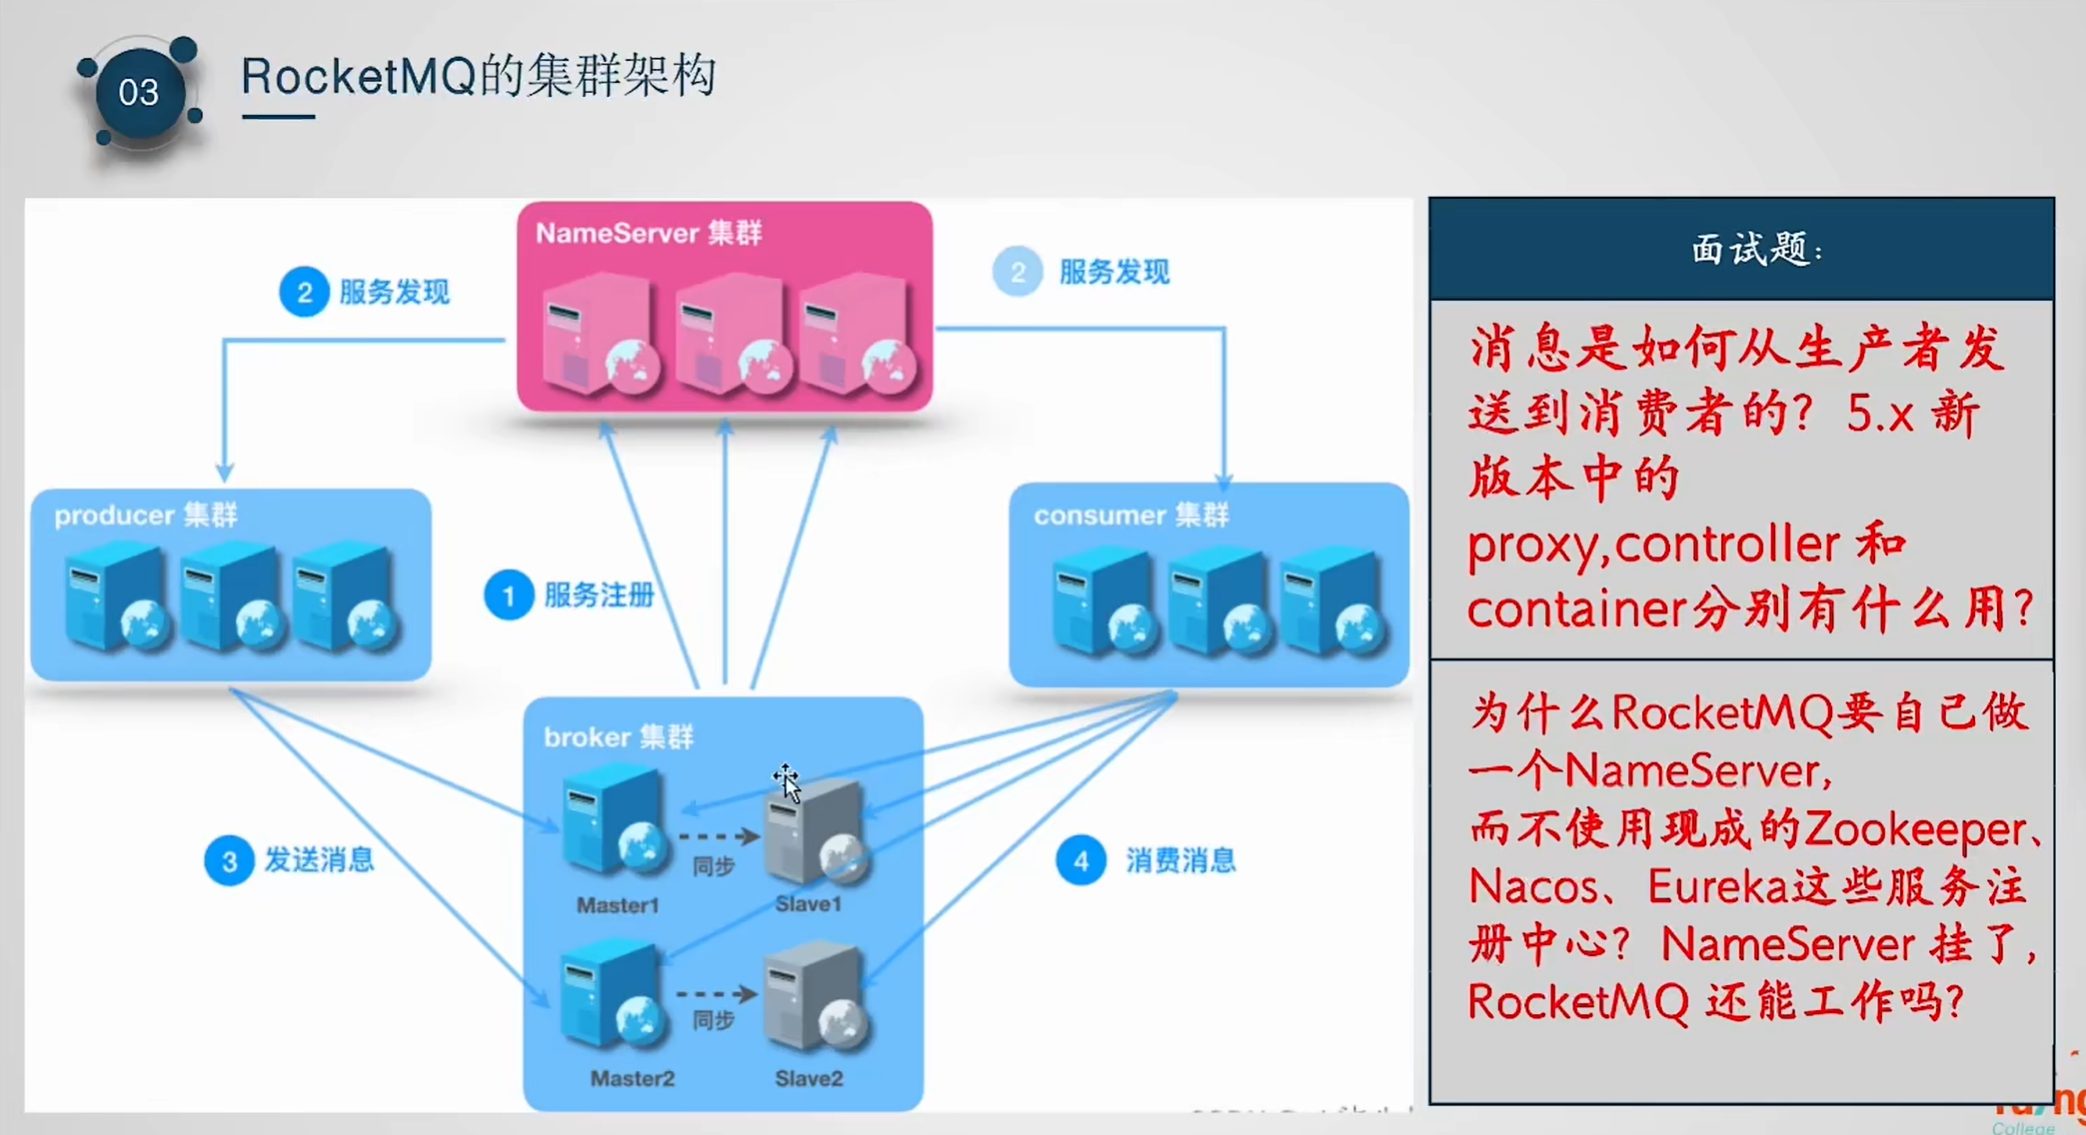 03
RocketMQ的集群架构
NameServer 集群
2 服务发现
2 服务发现
producer 集群
consumer 集群
1 服务注册
broker 集群
3 发送消息
4 消费消息
同步
Master1
Slave1
同步
Master2
Slave2
面试题:
消息是如何从生产者发
送到消费者的? 5.x 新
版本中的
proxy,controller 和
container分别有什么用?
为什么RocketMQ要自己做
一个NameServer,
而不使用现成的Zookeeper、
Nacos、Eureka这些服务注
册中心? NameServer 挂了,
RocketMQ 还能工作吗?
College